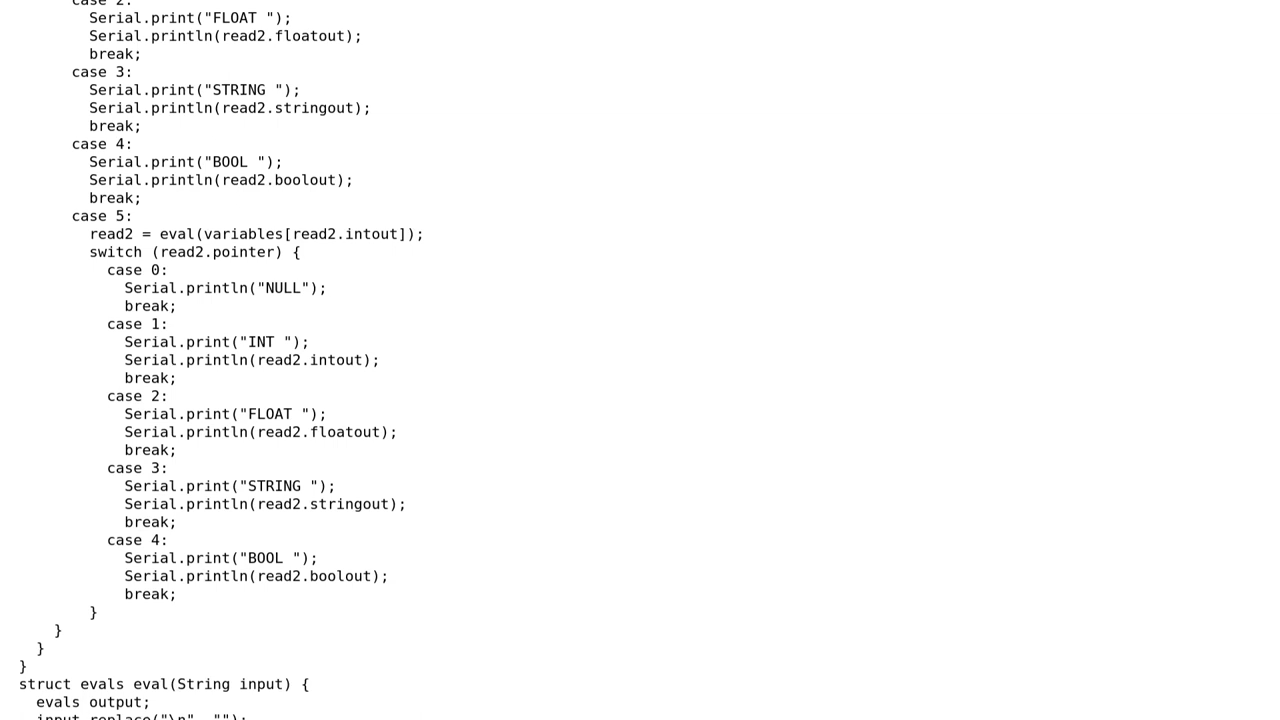 case 2:
Serial.print("FLOAT ");
Serial.println(read2.floatout);
break;
case 3:
Serial.print("STRING ");
Serial.println(read2.stringout);
break;
case 4:
Serial.print("BOOL ");
Serial.println(read2.boolout);
break;
case 5:
read2 = eval(variables[read2.intout]);
switch (read2.pointer) {
case 0:
Serial.println("NULL");
break;
case 1:
Serial.print("INT ");
Serial.println(read2.intout);
break;
case 2:
Serial.print("FLOAT ");
Serial.println(read2.floatout);
break;
case 3:
Serial.print("STRING ");
Serial.println(read2.stringout);
break;
case 4:
Serial.print("BOOL ");
Serial.println(read2.boolout);
break;
}
}
}
}
struct evals eval(String input) {
evals output;
input.replace("\n", "");